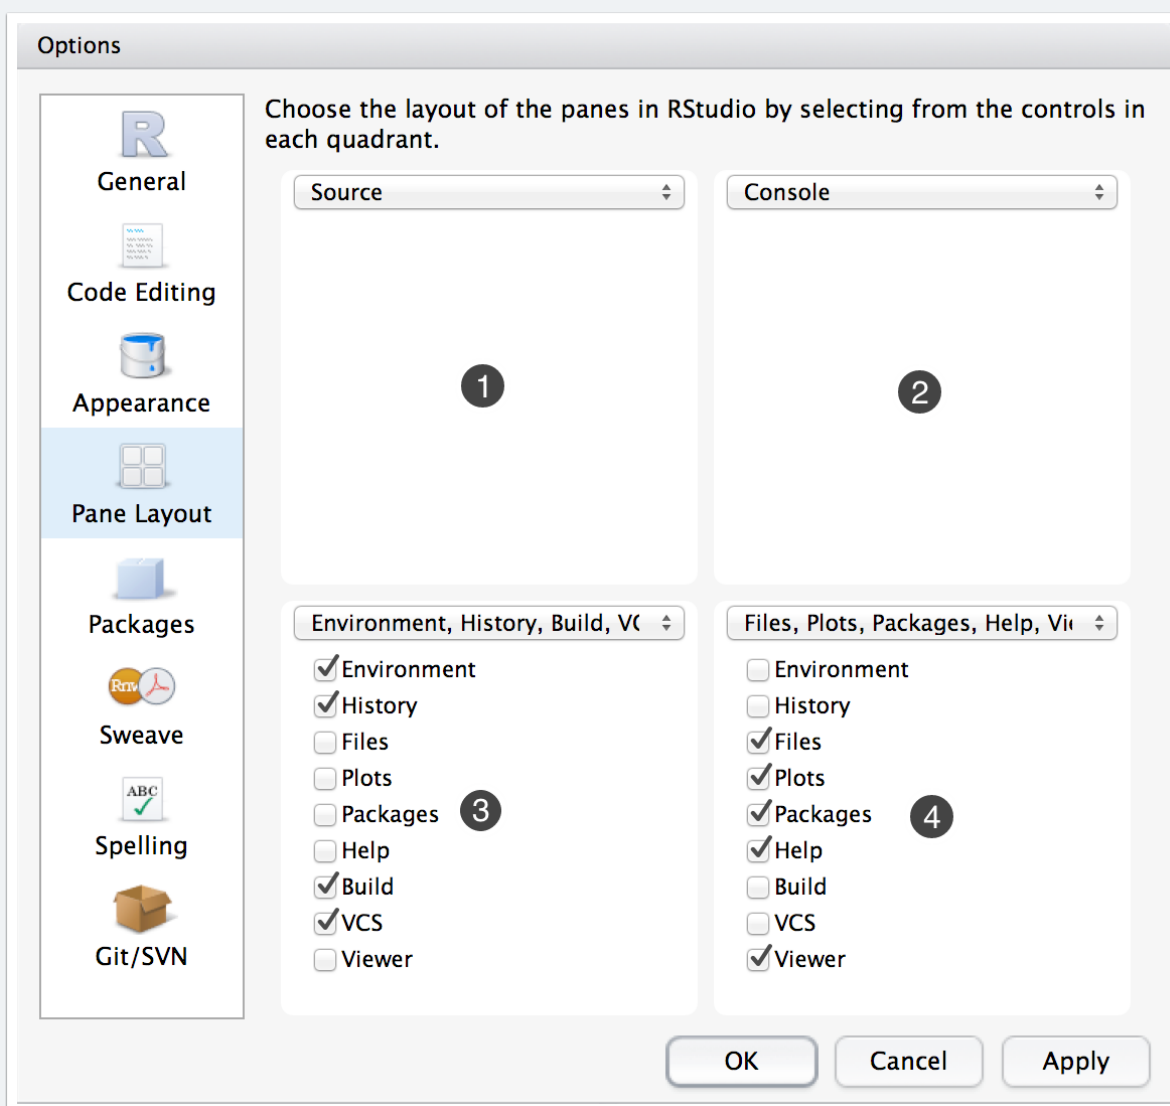 Options
General
Code Editing
Appearance
Pane Layout
Packages
Rnw
Sweave
ABC
Spelling
Git/SVN
Choose the layout of the panes in RStudio by selecting from the controls in
each quadrant.
Source
1
Console
2
Environment, History, Build, VC
Environment
History
Files
Plots
Packages
3
Help
Build
VCS
Viewer
Files, Plots, Packages, Help, Vi
Environment
History
Files
Plots
Packages
4
Help
Build
VCS
Viewer
OK
Cancel
Apply